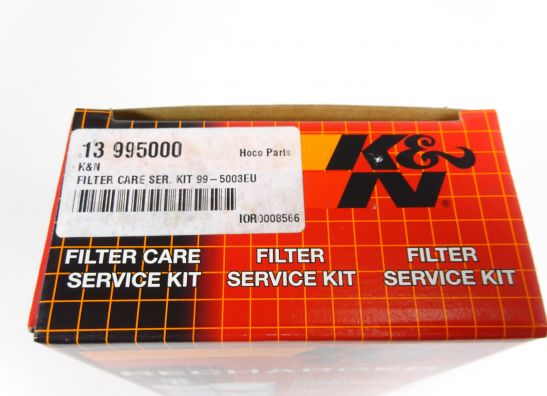 13 995000
Hoco Parts
K&N
FILTER CARE SER. KIT 99-5003EU
IOR0008566
K&N®
FILTER CARE
SERVICE KIT
FILTER
SERVICE KIT
FILTER
SERVICE KIT
RECHARGER